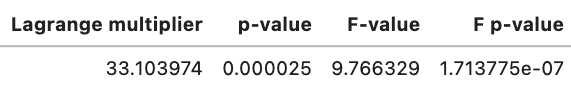 Lagrange multiplier p-value F-value F p-value
33.103974 0.000025 9.766329 1.713775e-07